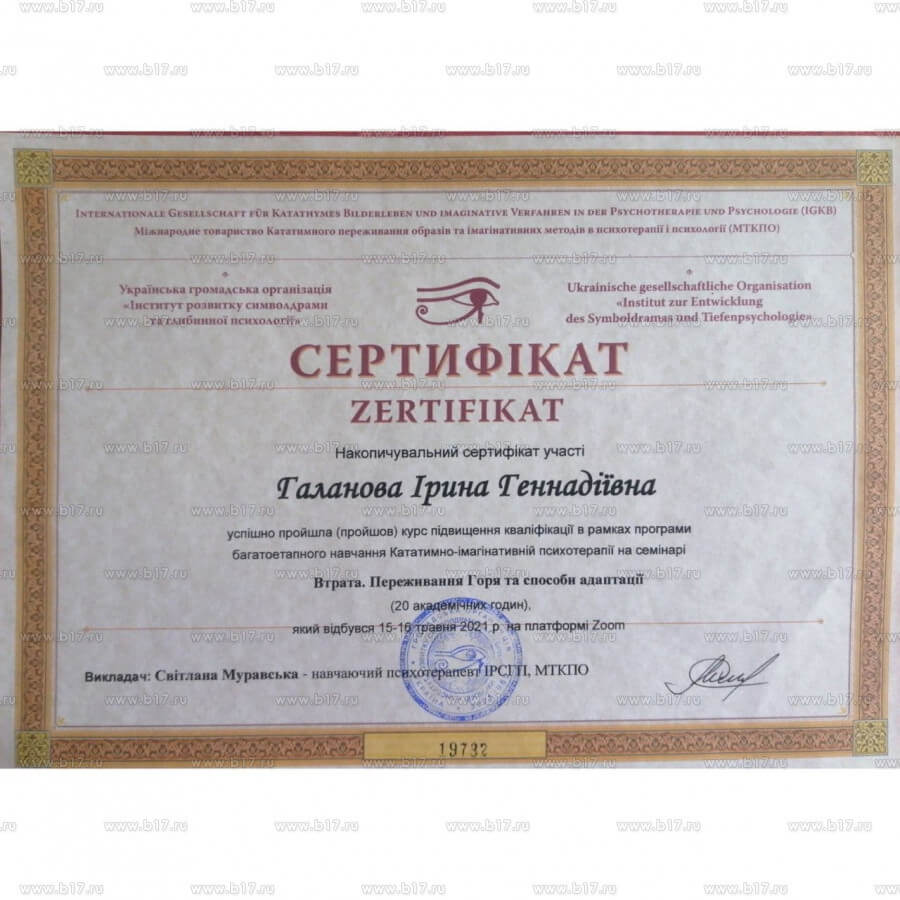 INTERNATIONALE GESELLSCHAFT FÜR KATATHYMES BILDERLEBEN UND IMAGINATIVE VERFAHREN IN DER PSYCHOTHERAPIE UND PSYCHOLOGIE (IGKB)
Міжнародне товариство Кататимного переживання образів та імагінативних методів в психотерапії і психології (МТКПО)
Українська громадська організація
«Інститут розвитку символдрами
та глибинної психології»
Ukrainische gesellschaftliche Organisation
«Institut zur Entwicklung
des Symboldramas und Tiefenpsychologie»
СЕРТИФІКАТ
ZERTIFIKAT
Накопичувальний сертифікат участі
Галанова Ірина Геннадіївна
успішно пройшла (пройшов) курс підвищення кваліфікації в рамках програми
багатоетапного навчання Кататимно-імагінативній психотерапії на семінарі
Втрата. Переживання Горя та способи адаптації
(20 академічних годин),
який відбувся 15-16 травня 2021 р. на платформі Zoom
Викладач: Світлана Муравська - навчаючий психотерапевт ІРСГП, МТКПО
19732
www.b17.ru